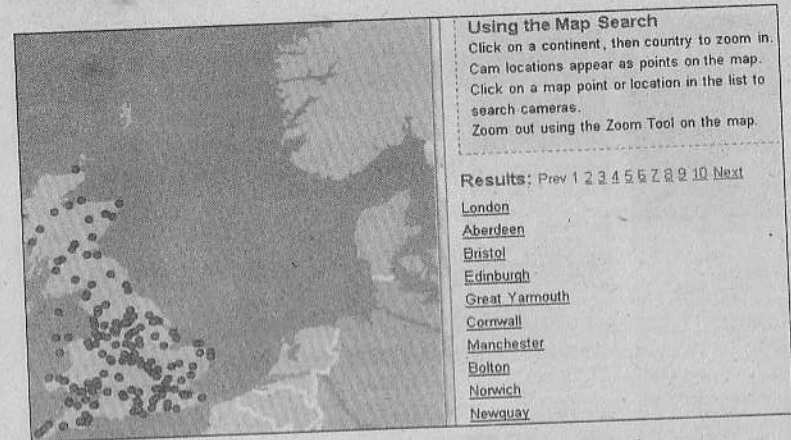 Using the Map Search
Click on a continent, then country to zoom in.
Cam locations appear as points on the map.
Click on a map point or location in the list to
search cameras.
Zoom out using the Zoom Tool on the map.
Results: Prev 1 2 3 4 5 6 7 8 9 10 Next
London
Aberdeen
Bristol
Edinburgh
Great Yarmouth
Cornwall
Manchester
Bolton
Norwich
Newquay